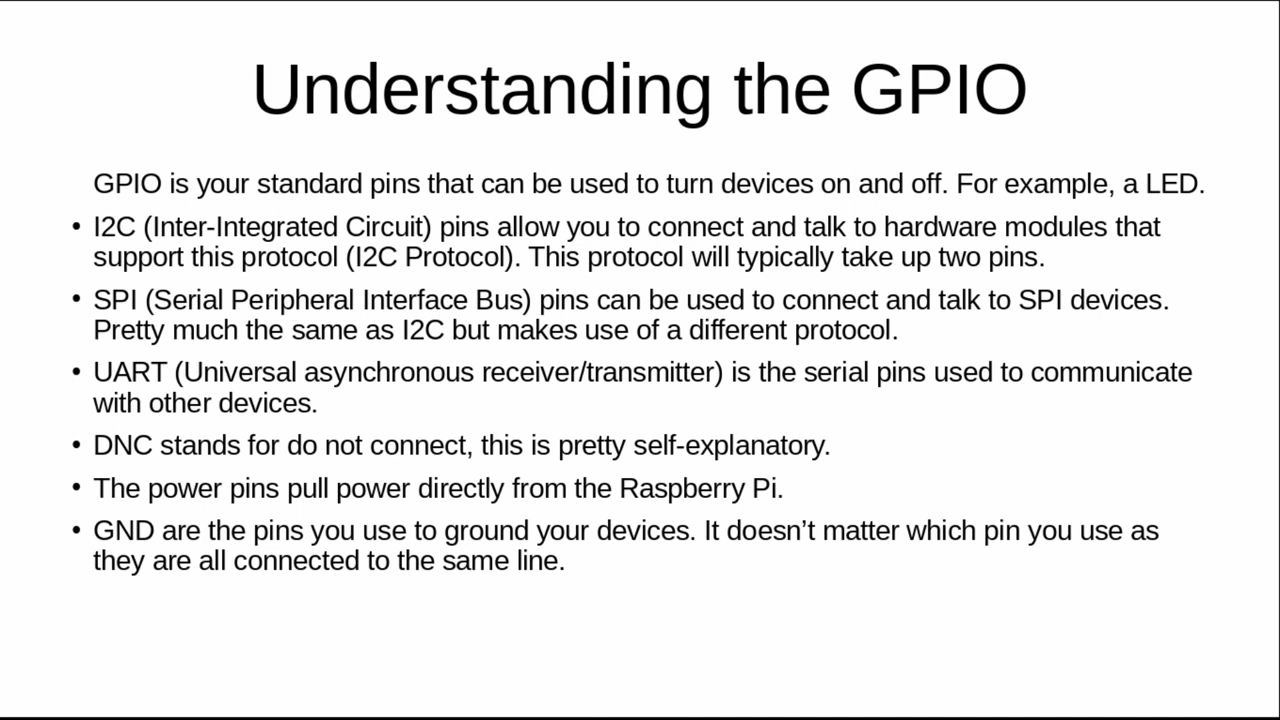 Understanding the GPIO
GPIO is your standard pins that can be used to turn devices on and off. For example, a LED.
• I2C (Inter-Integrated Circuit) pins allow you to connect and talk to hardware modules that
support this protocol (I2C Protocol). This protocol will typically take up two pins.
• SPI (Serial Peripheral Interface Bus) pins can be used to connect and talk to SPI devices.
Pretty much the same as I2C but makes use of a different protocol.
• UART (Universal asynchronous receiver/transmitter) is the serial pins used to communicate
with other devices.
• DNC stands for do not connect, this is pretty self-explanatory.
• The power pins pull power directly from the Raspberry Pi.
• GND are the pins you use to ground your devices. It doesn’t matter which pin you use as
they are all connected to the same line.